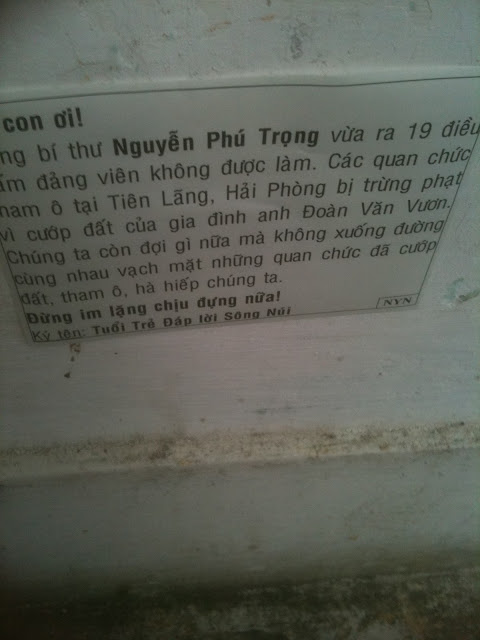 con ơi!
ng bí thư Nguyễn Phú Trọng vừa ra 19 điều
ấm đảng viên không được làm. Các quan chức
ham ô tại Tiên Lãng, Hải Phòng bị trừng phạt
vì cướp đất của gia đình anh Đoàn Văn Vươn.
Chúng ta còn đợi gì nữa mà không xuống đường
cùng nhau vạch mặt những quan chức đã cướp
đất, tham ô, hà hiếp chúng ta.
Đừng im lặng chịu đựng nữa!
Ký tên: Tuổi Trẻ Đáp lời Sông Núi
NVN